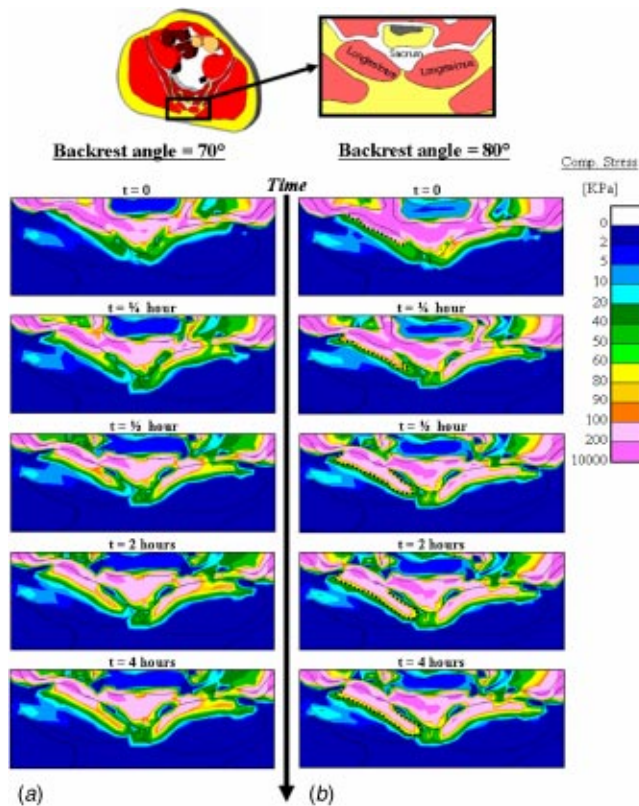 Sacrum
Longissimus Longissimus
Backrest angle = 70° Backrest angle = 80°
Comp. Stress
[KPa]
t = 0 Time t = 0
0
2
5
10
20
40
60
80
90
100
200
10000
t = ¼ hour t = ¼ hour
t = ½ hour t = ½ hour
t = 2 hours t = 2 hours
t = 4 hours t = 4 hours
(a) (b)